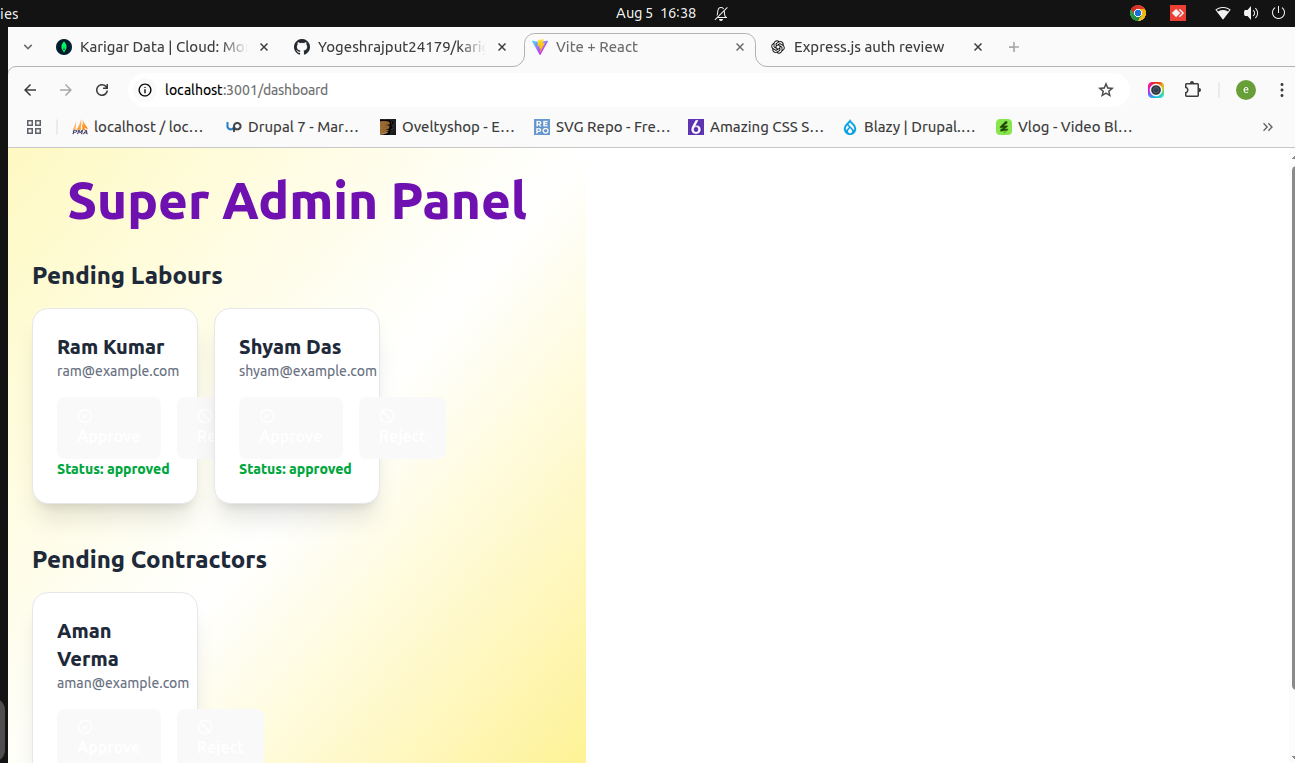 ies
Aug 5 16:38
Karigar Data | Cloud: Mo
Yogeshrajput24179/kari
Vite + React
Express.js auth review
localhost:3001/dashboard
e
localhost / loc...
Drupal 7 - Mar...
Oveltyshop - E...
SVG Repo - Fre...
Amazing CSS S...
Blazy | Drupal....
Vlog - Video Bl...
Super Admin Panel
Pending Labours
Ram Kumar
Shyam Das
ram@example.com
shyam@example.com
Approve
Re
Approve
Reject
Status: approved
Status: approved
Pending Contractors
Aman
Verma
aman@example.com
Approve
Reject